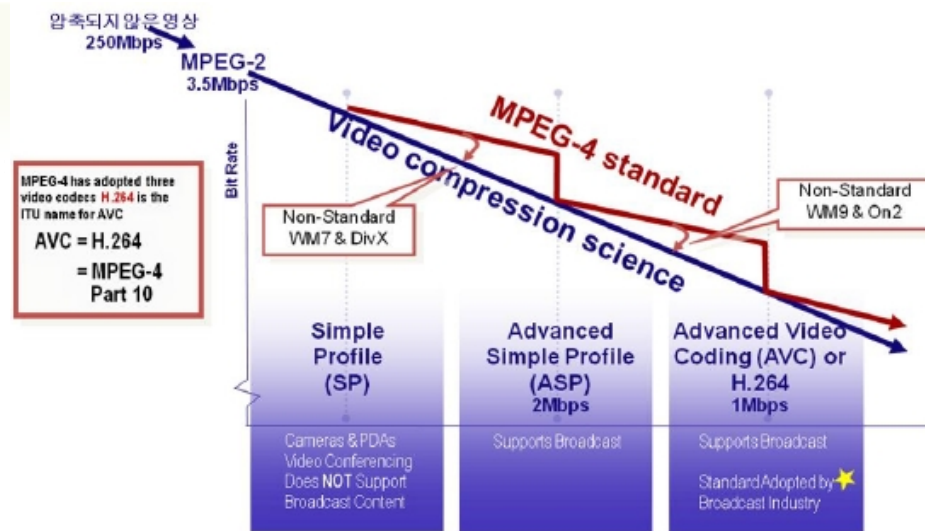 압축되지 않은 영상
250Mbps
MPEG-2
3.5Mbps
MPEG-4 standard
Video compression science
Bit Rate
MPEG-4 has adopted three
video codecs H.264 is the
ITU name for AVC
AVC = H.264
= MPEG-4
Part 10
Non-Standard
WM7 & DivX
Non-Standard
WM9 & On2
Simple
Profile
(SP)
Cameras & PDAs
Video Conferencing
Does NOT Support
Broadcast Content
Advanced
Simple Profile
(ASP)
2Mbps
Supports Broadcast
Advanced Video
Coding (AVC) or
H.264
1Mbps
Supports Broadcast
Standard Adopted by
Broadcast Industry